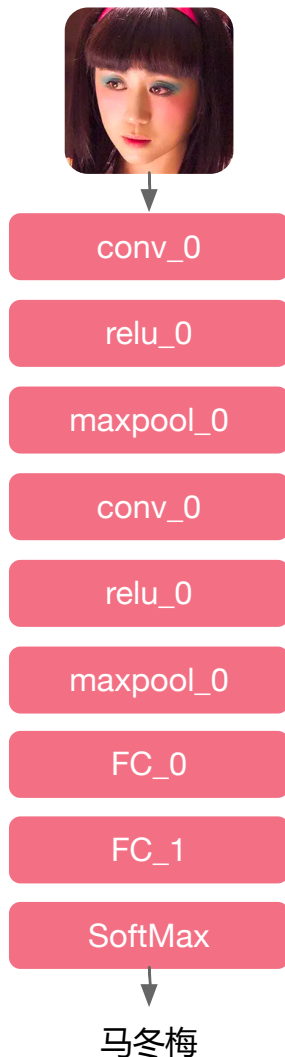 conv_0
relu_0
maxpool_0
conv_0
relu_0
maxpool_0
FC_0
FC_1
SoftMax
马冬梅